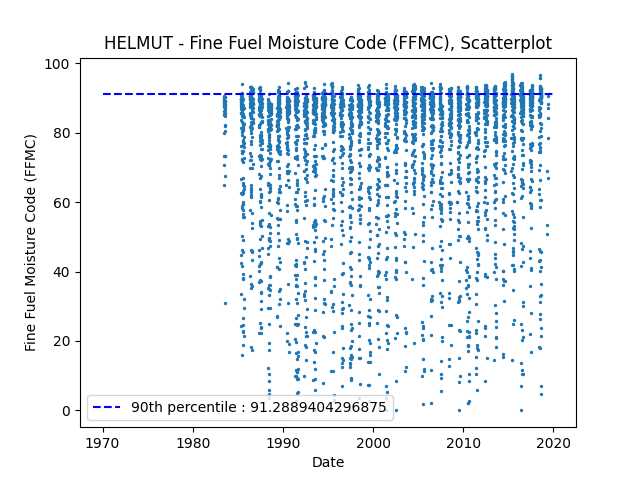 HELMUT - Fine Fuel Moisture Code (FFMC), Scatterplot
Fine Fuel Moisture Code (FFMC)
100
80
60
40
20
0
90th percentile : 91.2889404296875
1970 1980 1990 2000 2010 2020
Date